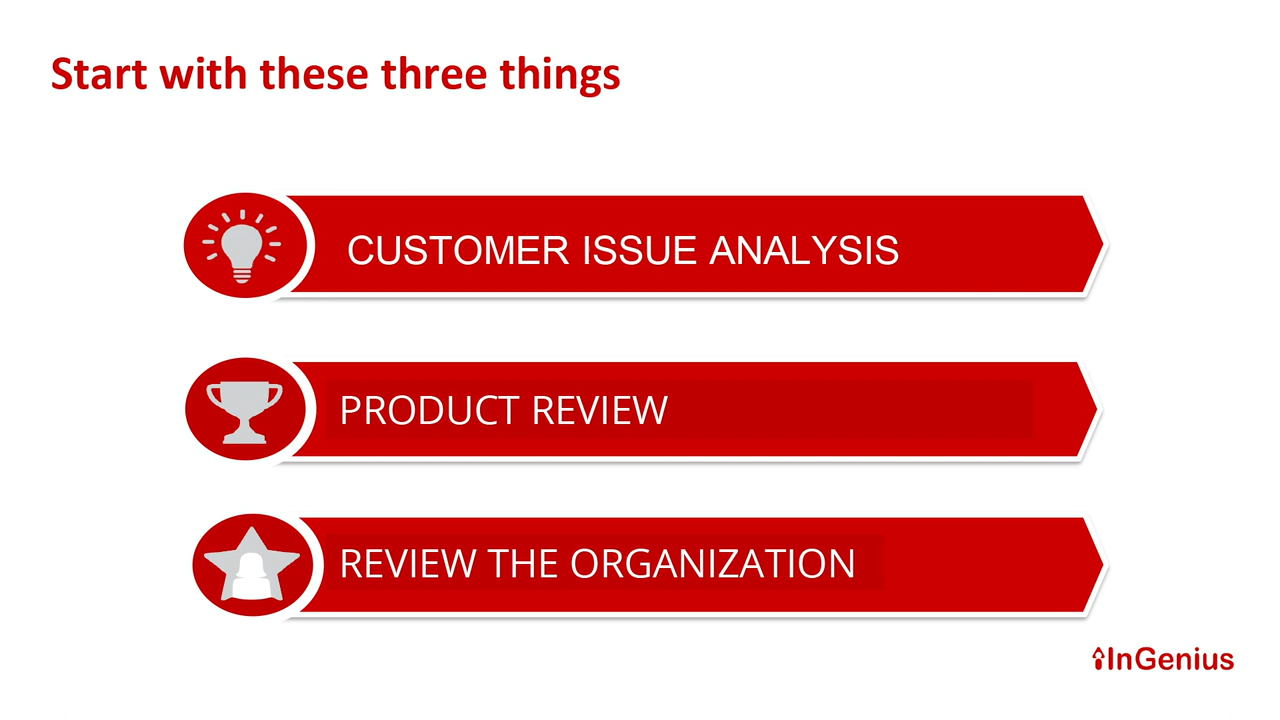 Start with these three things
CUSTOMER ISSUE ANALYSIS
PRODUCT REVIEW
REVIEW THE ORGANIZATION
InGenius